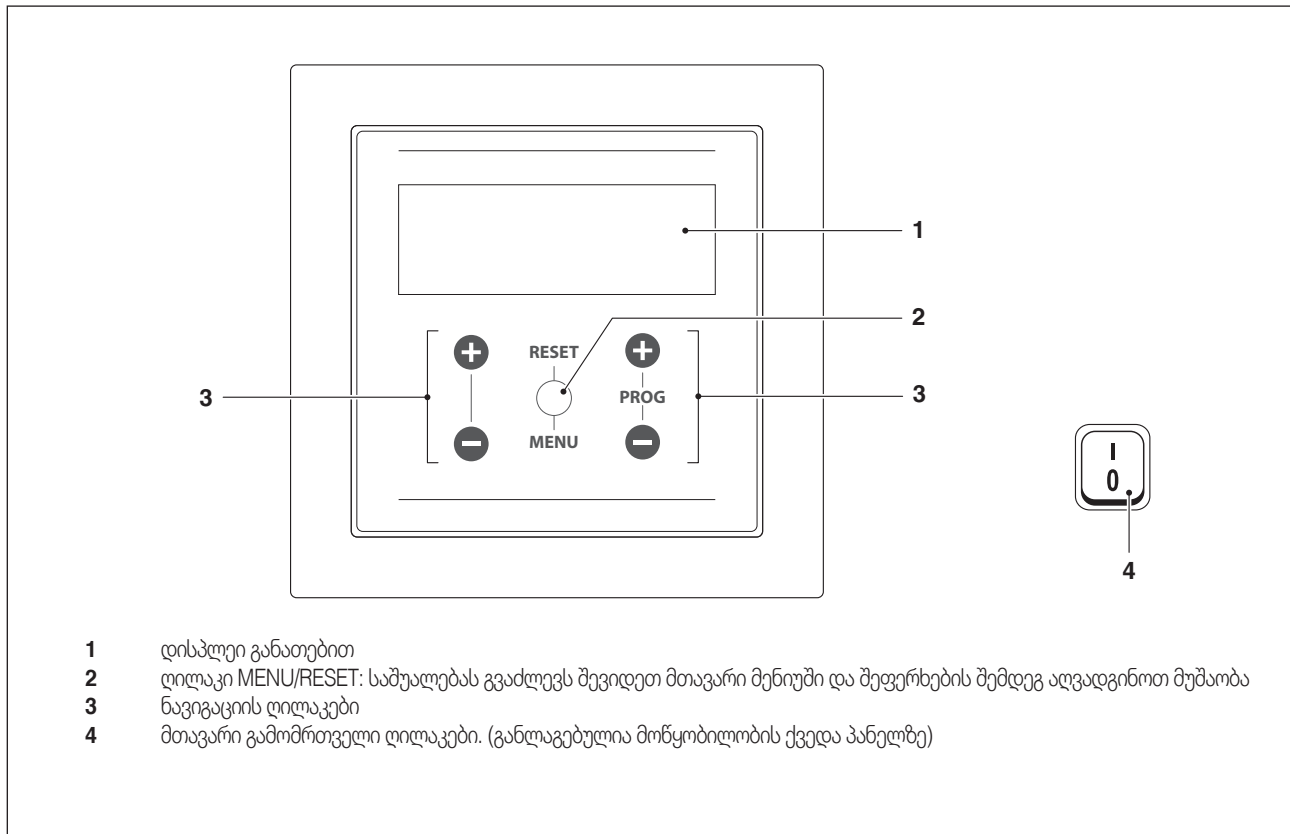 1
2
RESET
3
PROG
3
MENU
I
0
4
1 დისპლეი განათებით
2 ღილაკი MENU/RESET: საშუალებას გვაძლევს შევიდეთ მთავარი მენიუში და შეფერხების შემდეგ აღვადგინოთ მუშაობა
3 ნავიგაციის ღილაკები
4 მთავარი გამომრთველი ღილაკები. (განლაგებულია მოწყობილობის ქვედა პანელზე)